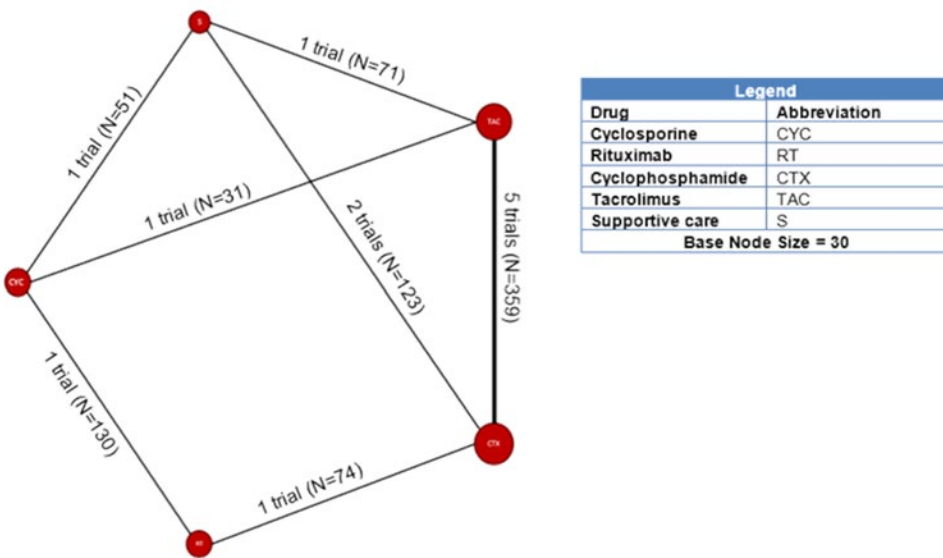 S
1 trial (N=71)
TAC
1 trial (N=51)
1 trial (N=31)
2 trials (N=123)
5 trials (N=359)
CYC
1 trial (N=130)
CTX
1 trial (N=74)
RT
Legend
Drug Abbreviation
Cyclosporine CYC
Rituximab RT
Cyclophosphamide CTX
Tacrolimus TAC
Supportive care S
Base Node Size = 30